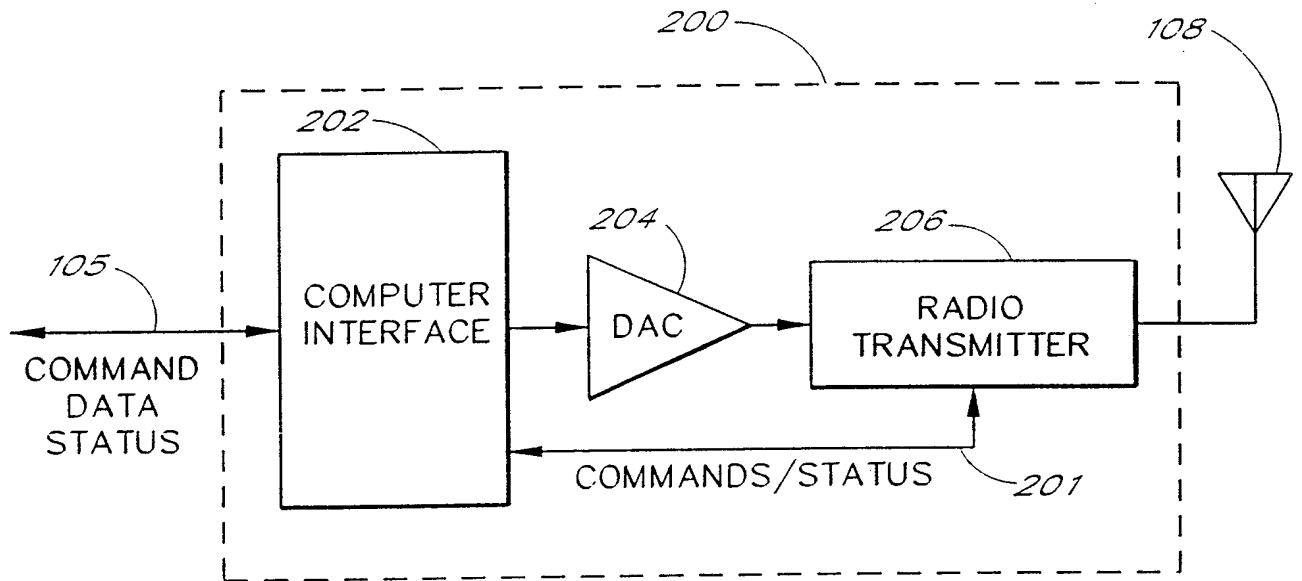 200
108
202
204
206
105
COMPUTER
INTERFACE
DAC
RADIO
TRANSMITTER
COMMAND
DATA
STATUS
COMMANDS/STATUS
201